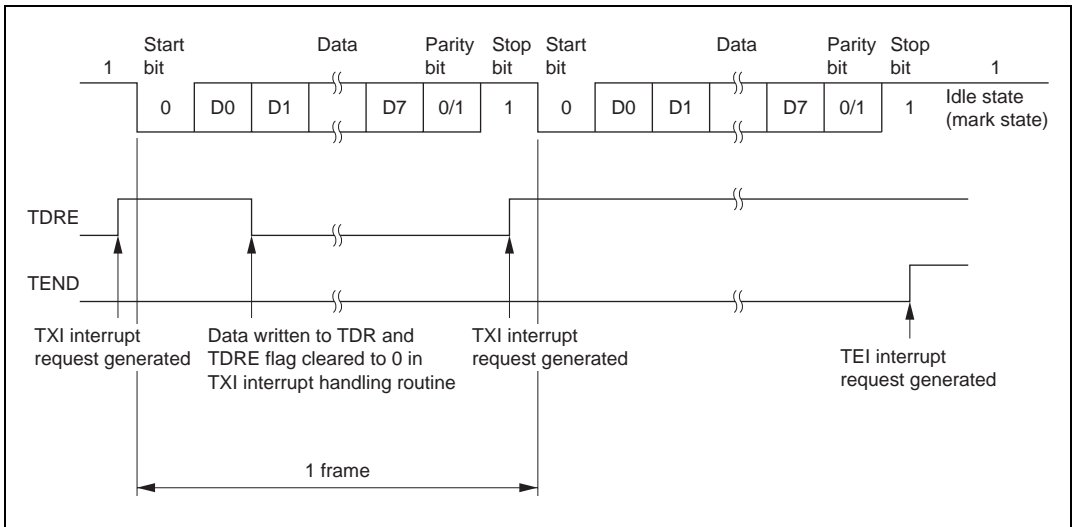 Start Data Parity Stop Start Data Parity Stop
1 bit bit bit bit bit bit 1
0 D0 D1 D7 0/1 1 0 D0 D1 D7 0/1 1 Idle state
(mark state)
TDRE
TEND
TXI interrupt
request generated
Data written to TDR and
TDRE flag cleared to 0 in
TXI interrupt handling routine
TXI interrupt
request generated
TEI interrupt
request generated
1 frame